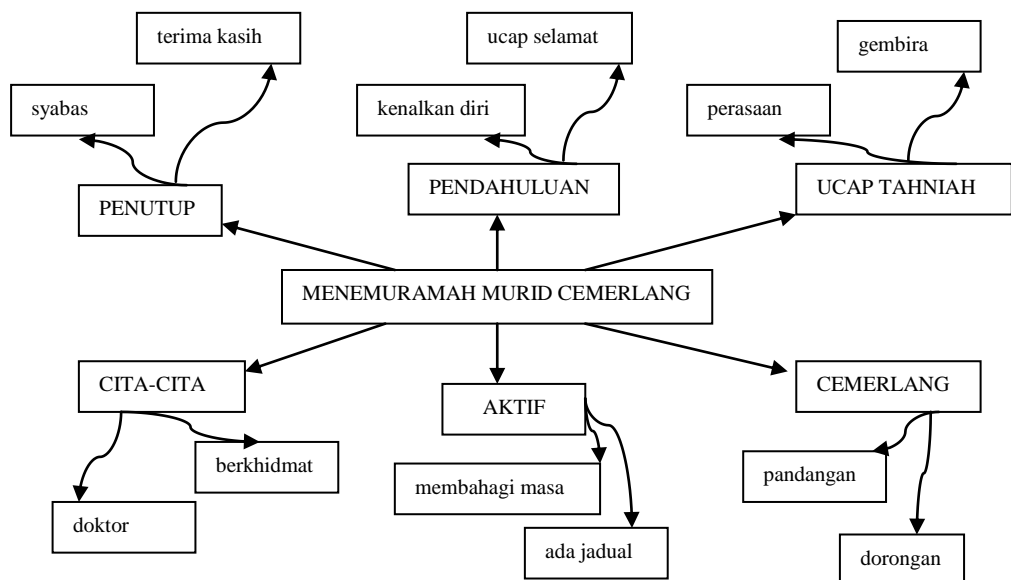 terima kasih
ucap selamat
gembira
syabas
kenalkan diri
perasaan
PENUTUP
PENDAHULUAN
UCAP TAHNIAH
MENEMURAMAH MURID CEMERLANG
CITA-CITA
AKTIF
CEMERLANG
berkhidmat
membahagi masa
pandangan
doktor
ada jadual
dorongan